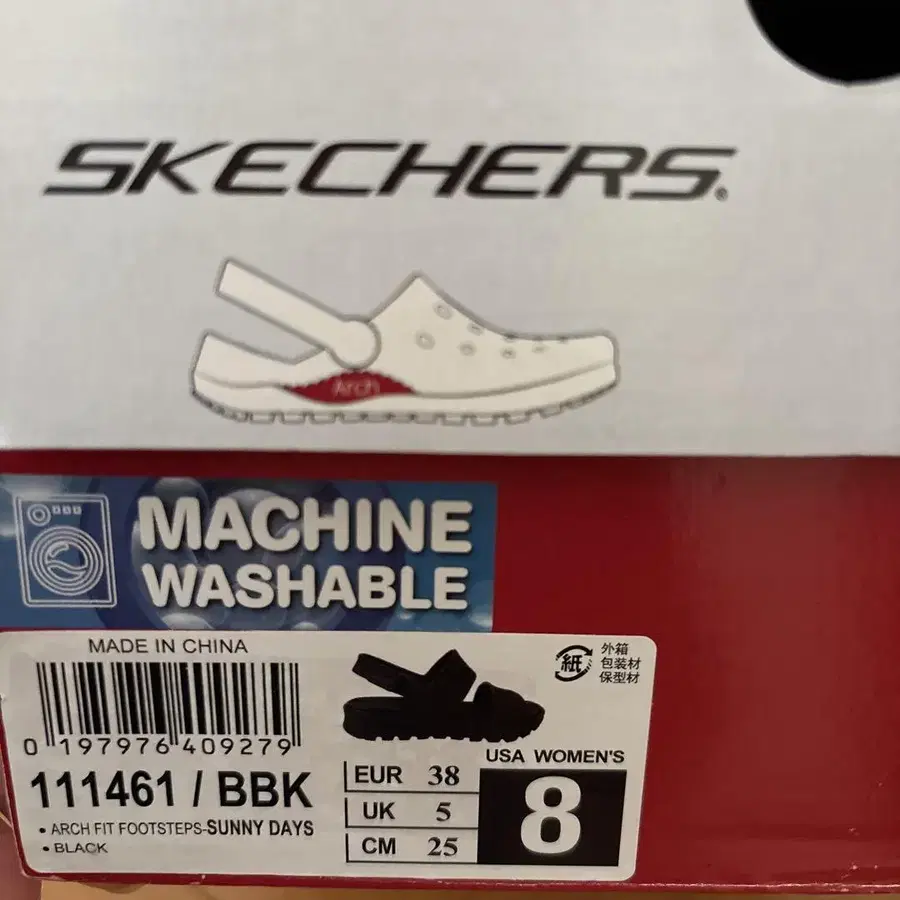 SKECHERS®
Arch
MACHINE
WASHABLE
MADE IN CHINA
0 197976 409279
111461 / BBK
• ARCH FIT FOOTSTEPS-SUNNY DAYS
• BLACK
紙
外箱
包装材
保型材
EUR 38
UK 5
CM 25
USA WOMEN'S
8